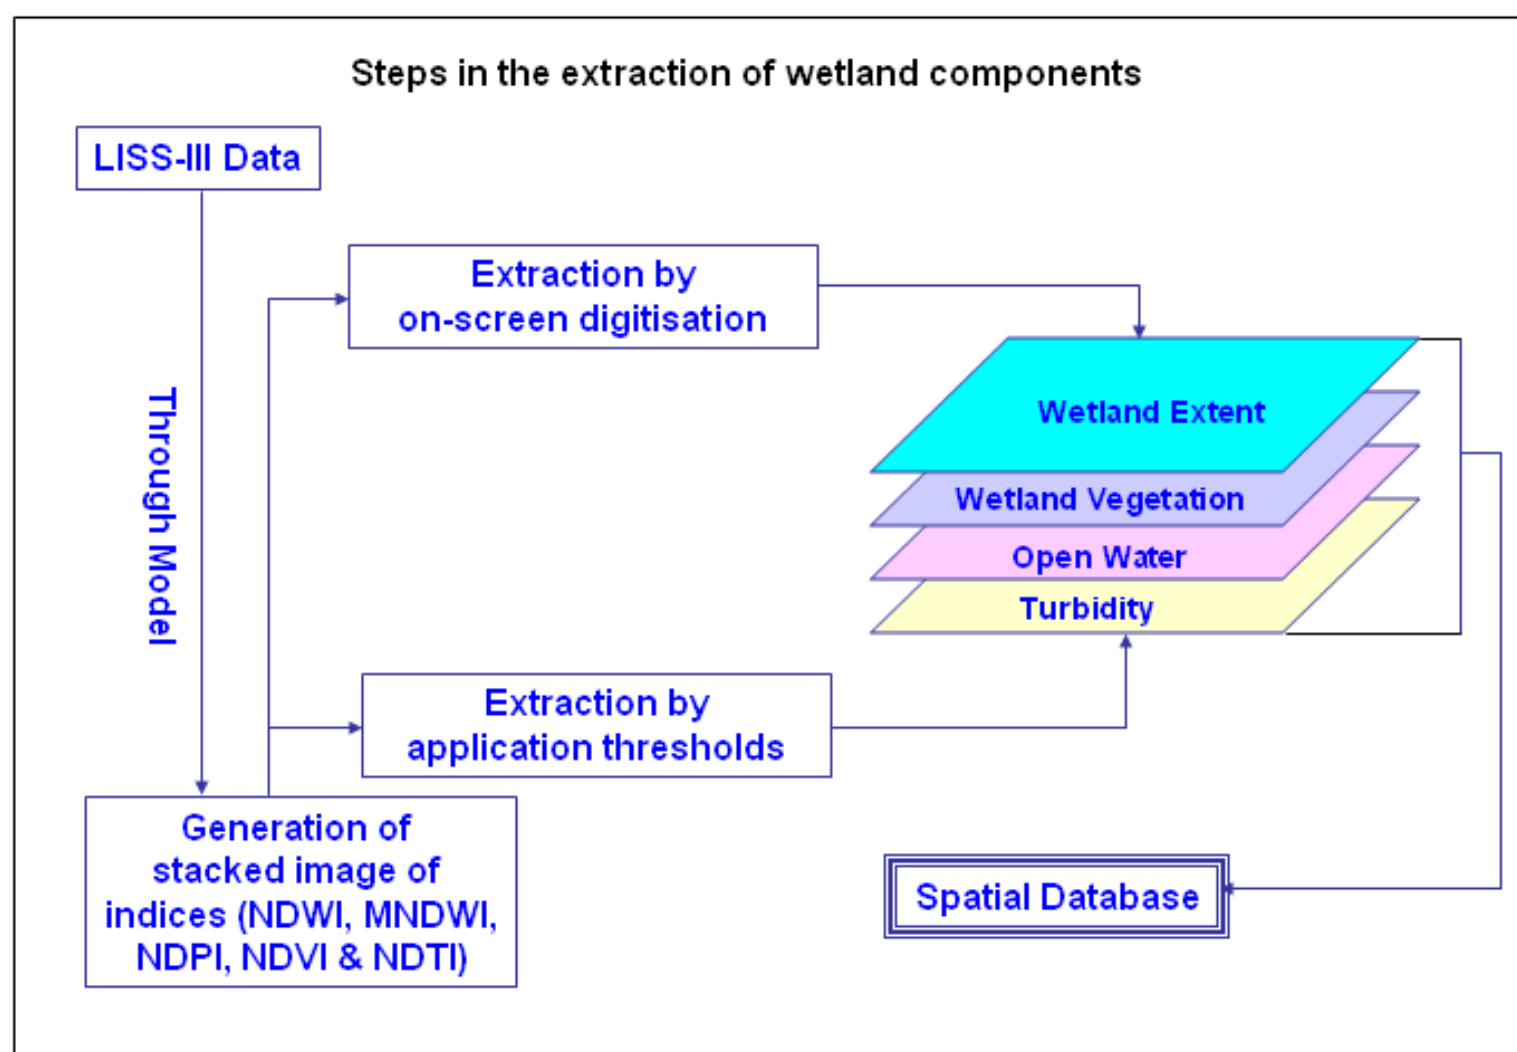 Steps in the extraction of wetland components
LISS-III Data
Through Model
Extraction by
on-screen digitisation
Wetland Extent
Wetland Vegetation
Open Water
Turbidity
Extraction by
application thresholds
Generation of
stacked image of
indices (NDWI, MNDWI,
NDPI, NDVI & NDTI)
Spatial Database